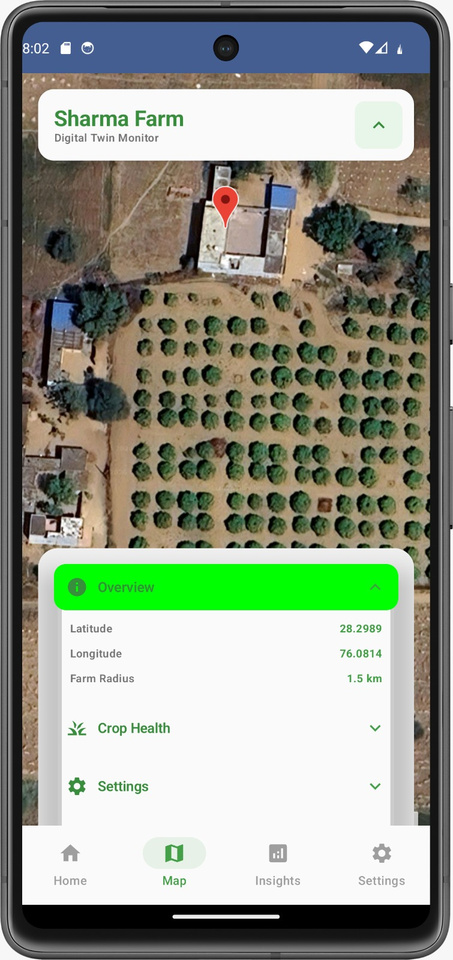 8:02
Sharma Farm
Digital Twin Monitor
Overview
Latitude 28.2989
Longitude 76.0814
Farm Radius 1.5 km
Crop Health
Settings
Home Map Insights Settings